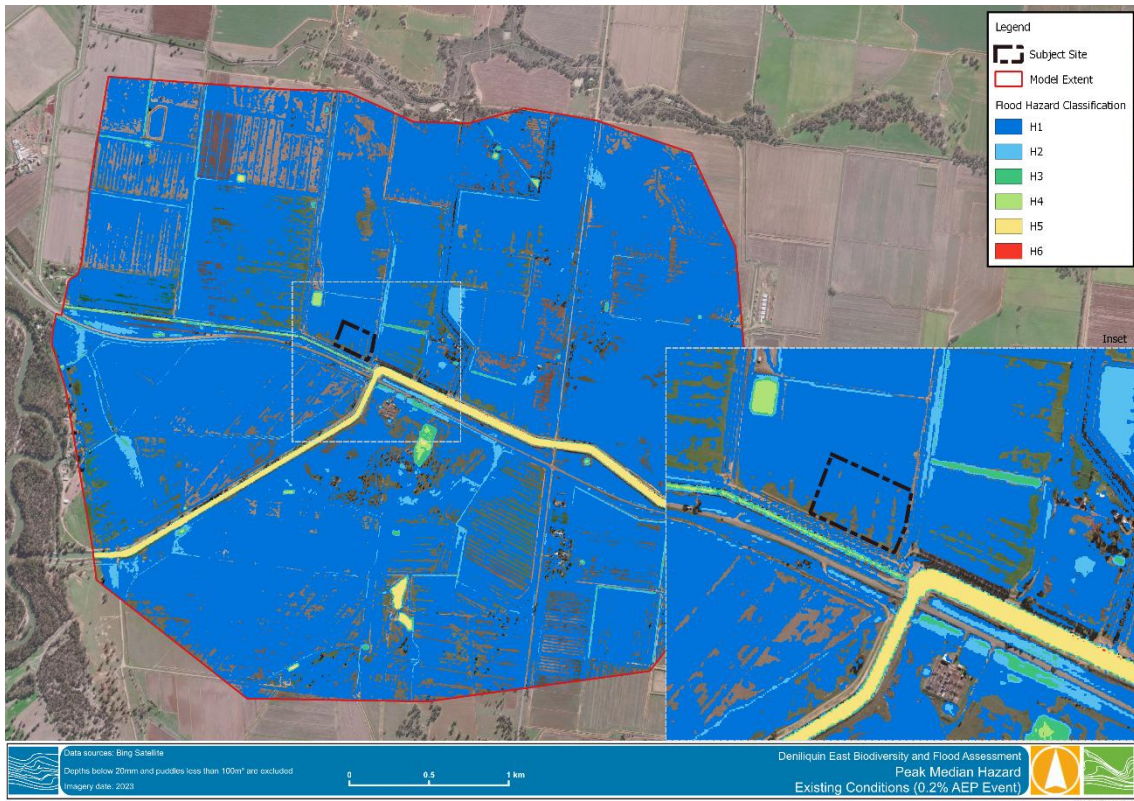 Legend
Subject Site
Model Extent
Flood Hazard Classification
H1
H2
H3
H4
H5
H6
Inset
Data sources: Bing Satellite
Depths below 20mm and puddles less than 100m² are excluded
Imagery date: 2023
0 0.5 1 km
Deniliquin East Biodiversity and Flood Assessment
Peak Median Hazard
Existing Conditions (0.2% AEP Event)